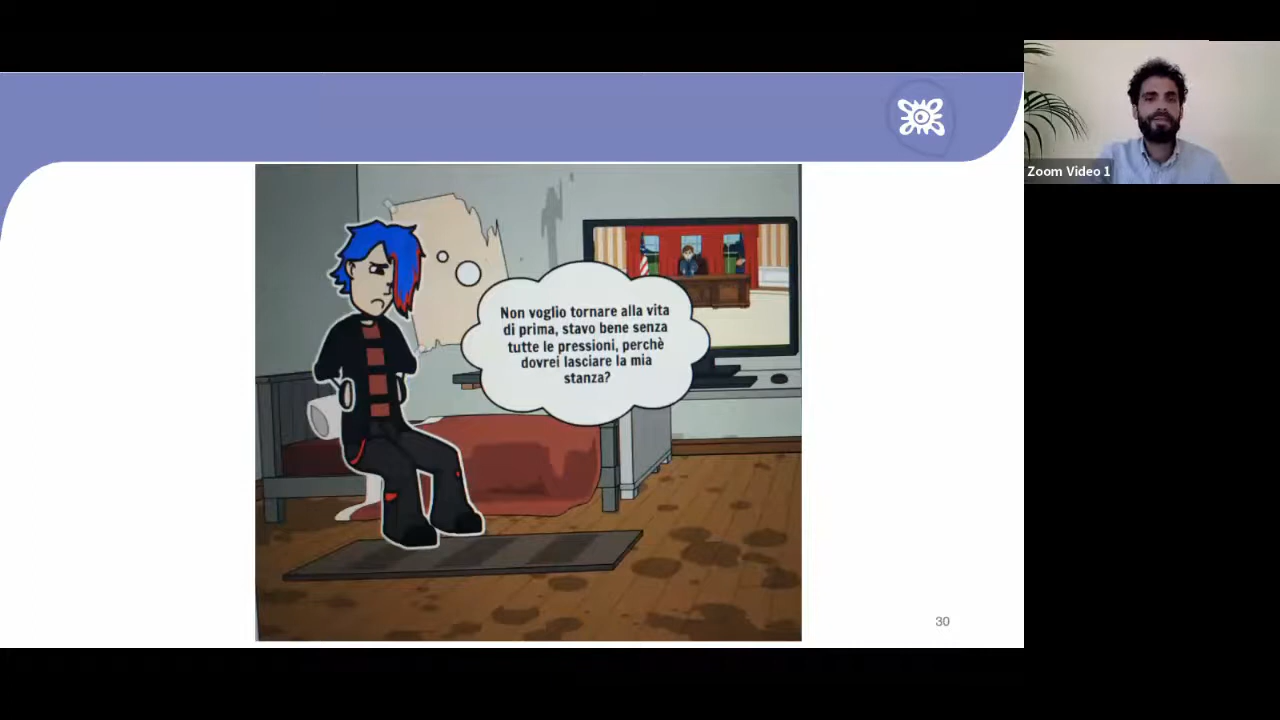 Zoom Video 1
Non voglio tornare alla vita
di prima, stavo bene senza
tutte le pressioni, perchè
dovrei lasciare la mia
stanza?
30